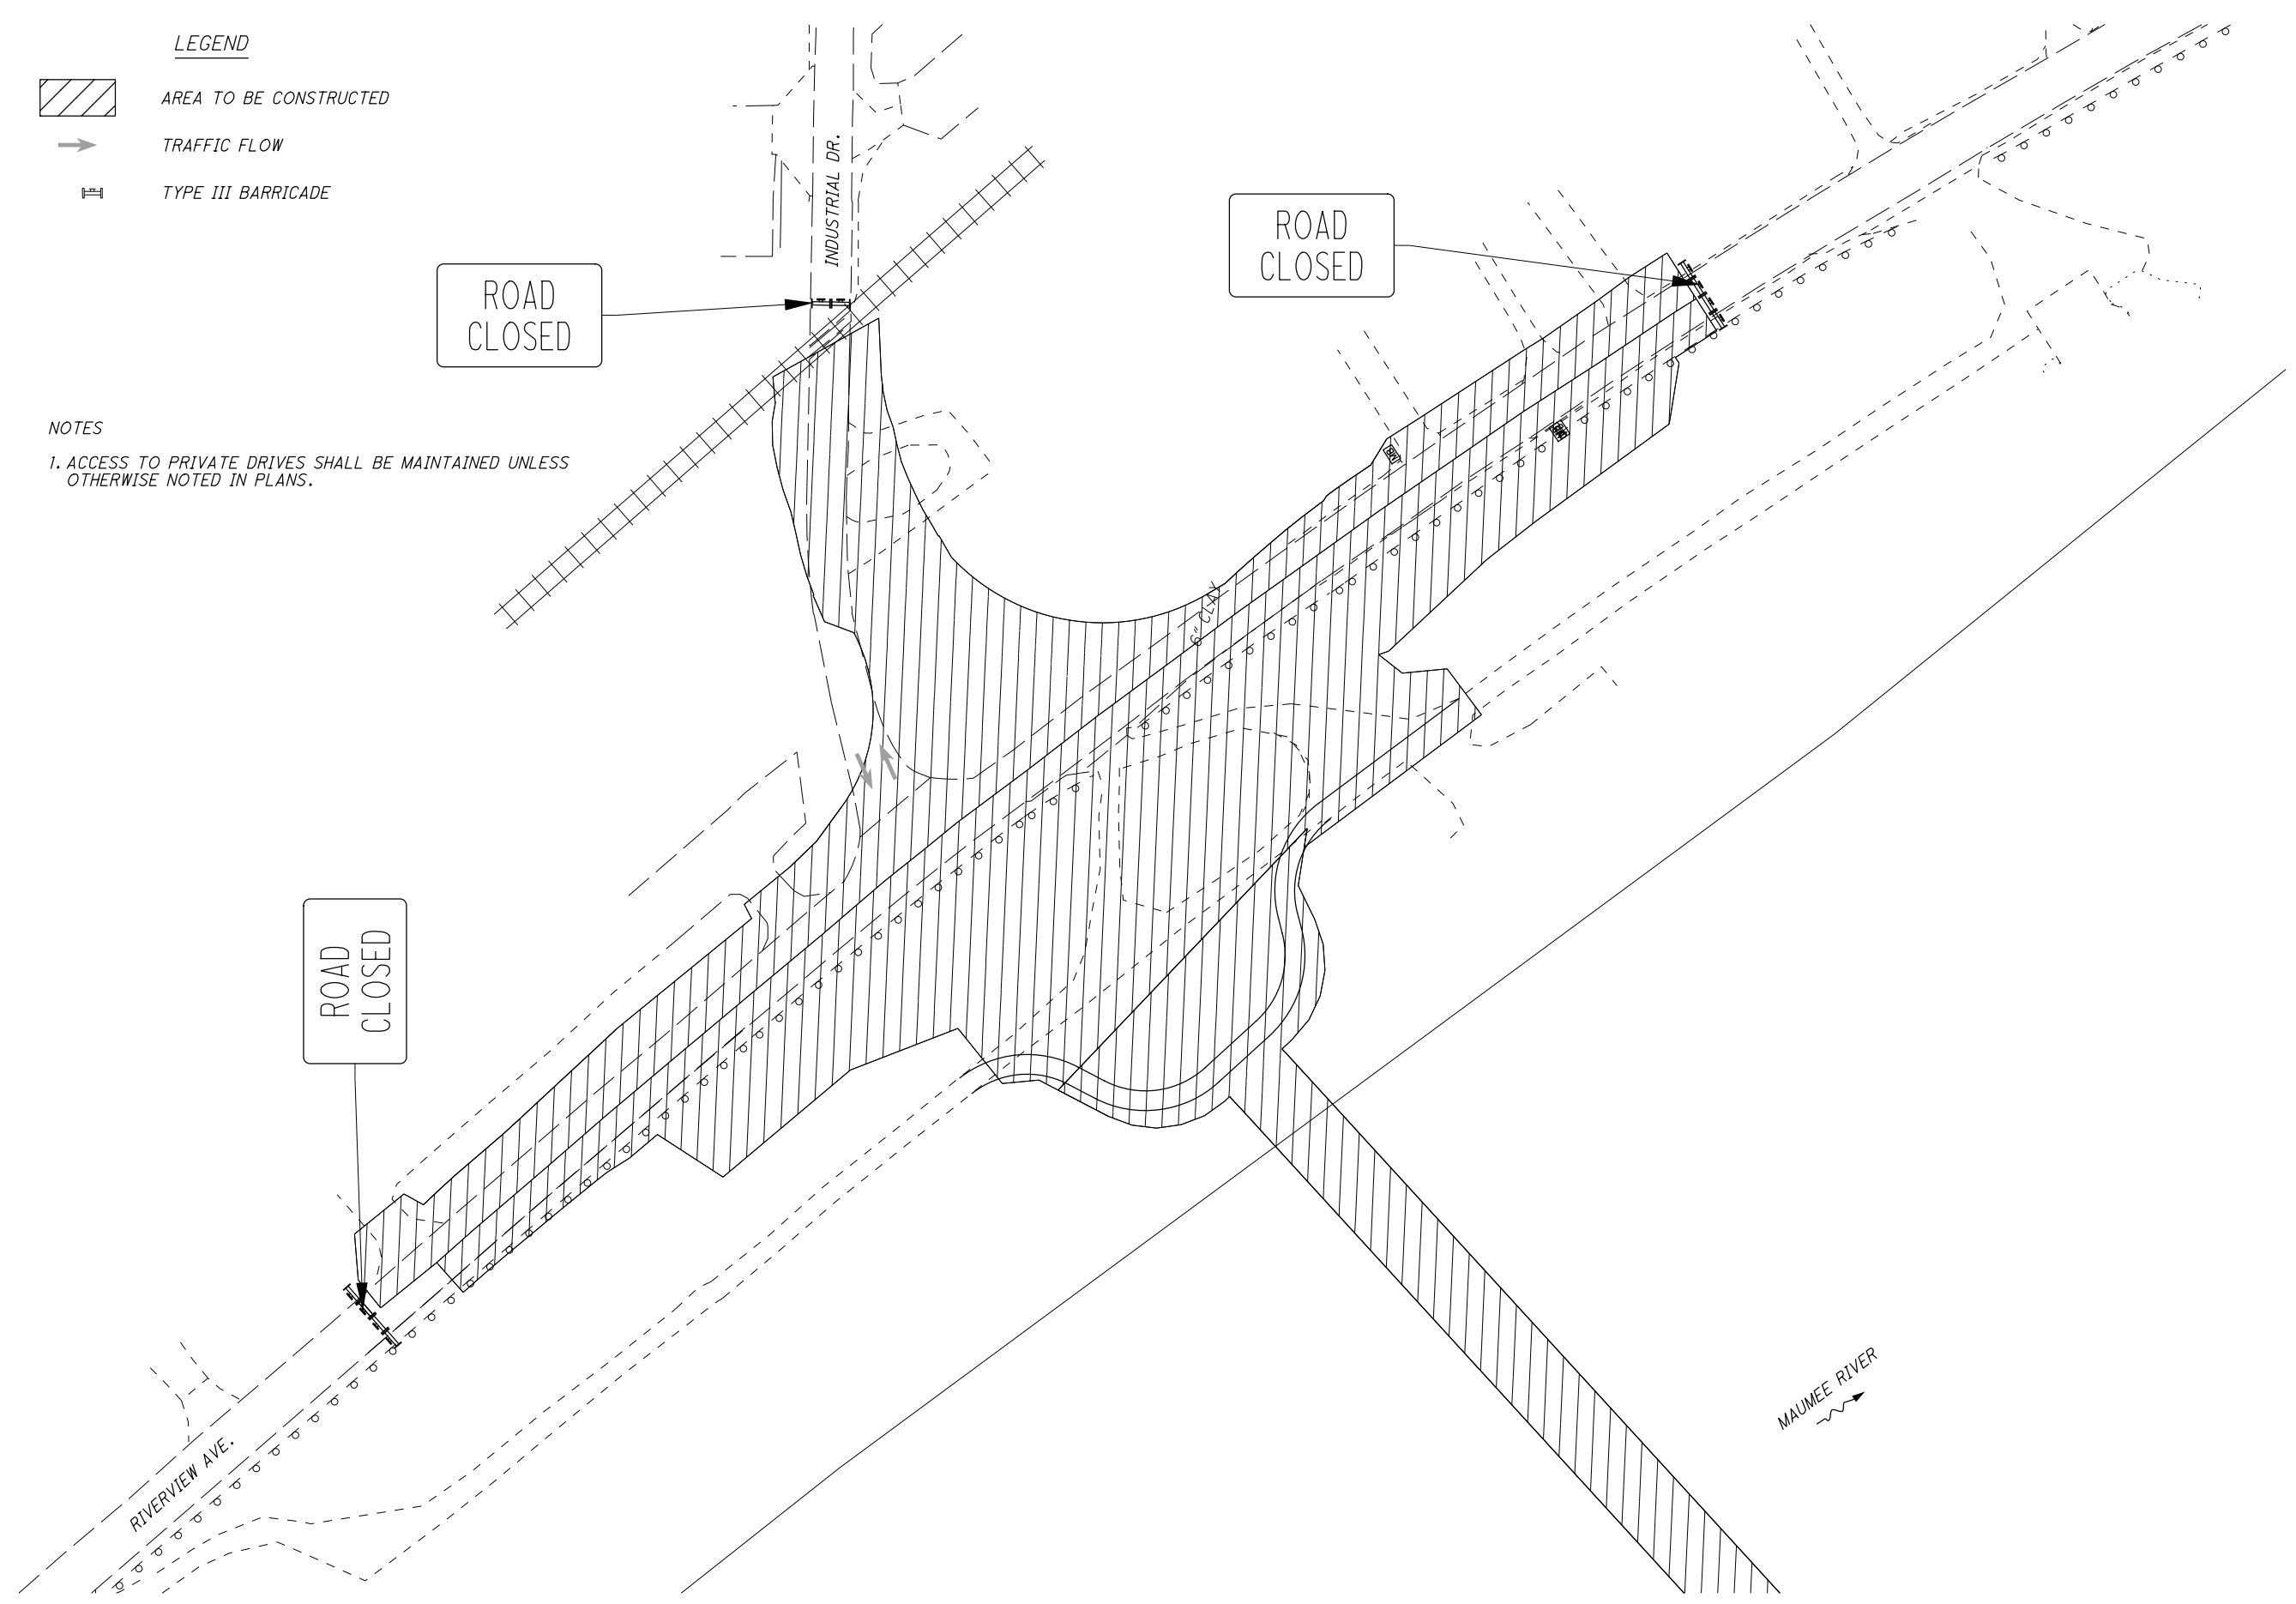 LEGEND
AREA TO BE CONSTRUCTED
TRAFFIC FLOW
TYPE III BARRICADE
INDUSTRIAL DR.
ROAD
CLOSED
ROAD
CLOSED
NOTES
1. ACCESS TO PRIVATE DRIVES SHALL BE MAINTAINED UNLESS
OTHERWISE NOTED IN PLANS.
MB
6" CLAY
ROAD
CLOSED
MAUMEE RIVER
RIVERVIEW AVE.